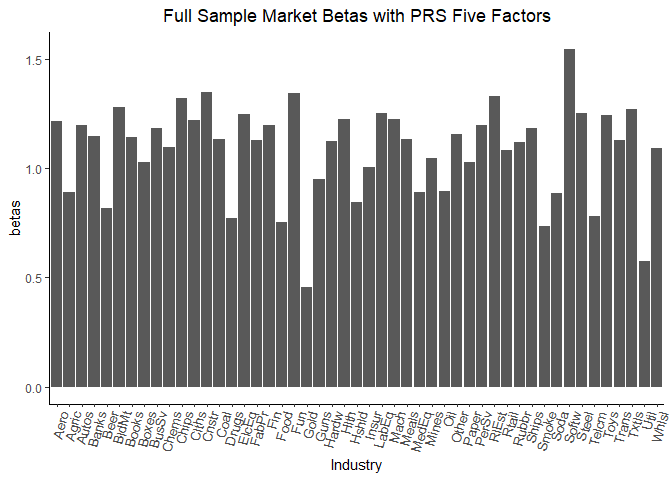 Full Sample Market Betas with PRS Five Factors
betas
1.5
1.0
0.5
0.0
Aero
Agric
Autos
Banks
Beer
BldMt
Books
Boxes
BusSv
Chems
Chips
Clths
Cnstr
Coal
Drugs
ElcEq
FabPr
Fin
Food
Fun
Gold
Guns
Hardw
Hlth
Hshld
Insur
LabEq
Mach
Meals
MedEq
Mines
Oil
Other
Paper
PerSv
RlEst
Rtail
Rubbr
Ships
Smoke
Soda
Softw
Steel
Telcm
Toys
Trans
Txtls
Util
Whlsl
Industry